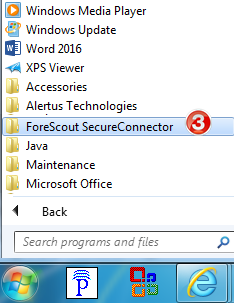 Windows Media Player
Windows Update
Word 2016
XPS Viewer
Accessories
Alertus Technologies
ForeScout SecureConnector 3
Java
Maintenance
Microsoft Office
Back
Search programs and files